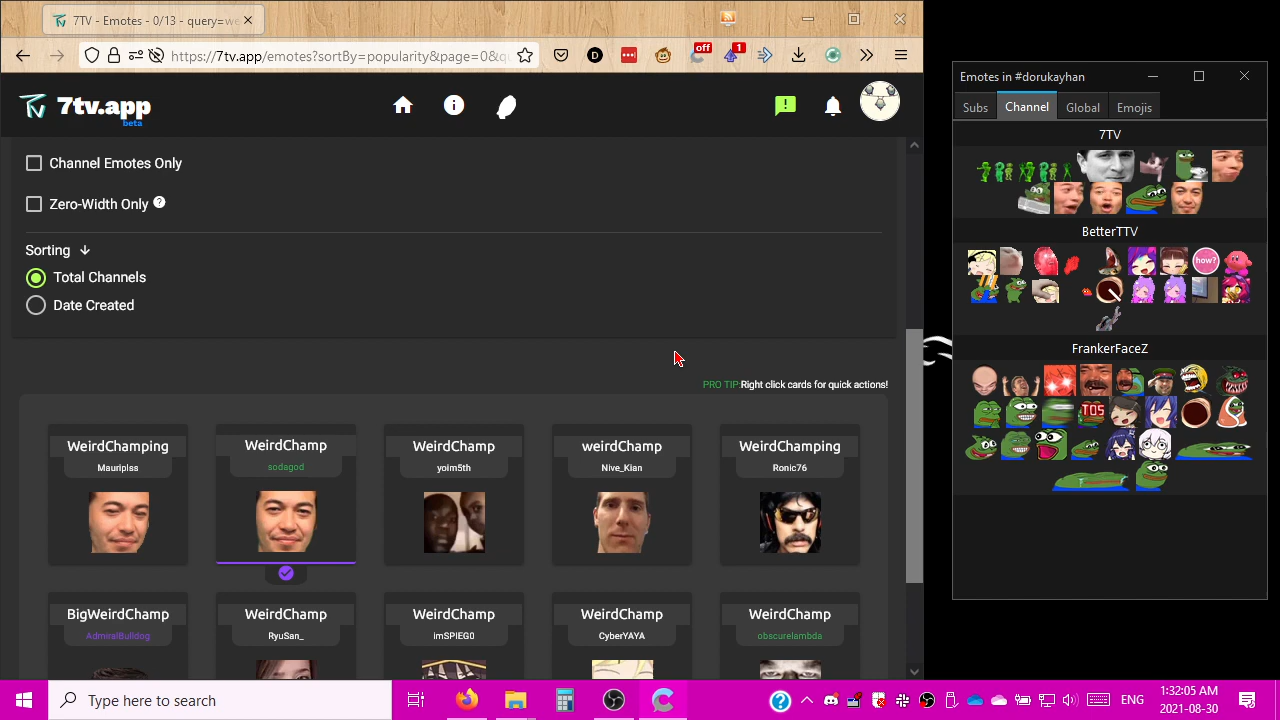 7TV - Emotes - 0/13 - query=we
https://7tv.app/emotes?sortBy=popularity&page=0&q
off
1
7tv.app
beta
Channel Emotes Only
Zero-Width Only
Sorting
Total Channels
Date Created
PRO TIP:Right click cards for quick actions!
WeirdChamping
Mauriplss
WeirdChamp
sodagod
WeirdChamp
yoim5th
weirdChamp
Nive_Kian
WeirdChamping
Ronic76
BigWeirdChamp
AdmiralBulldog
WeirdChamp
RyuSan_
WeirdChamp
imSPIEG0
WeirdChamp
CyberYAYA
WeirdChamp
obscurelambda
Emotes in #dorukayhan
Subs
Channel
Global
Emojis
7TV
BetterTTV
how?
FrankerFaceZ
TOS
Type here to search
ENG
1:32:05 AM
2021-08-30